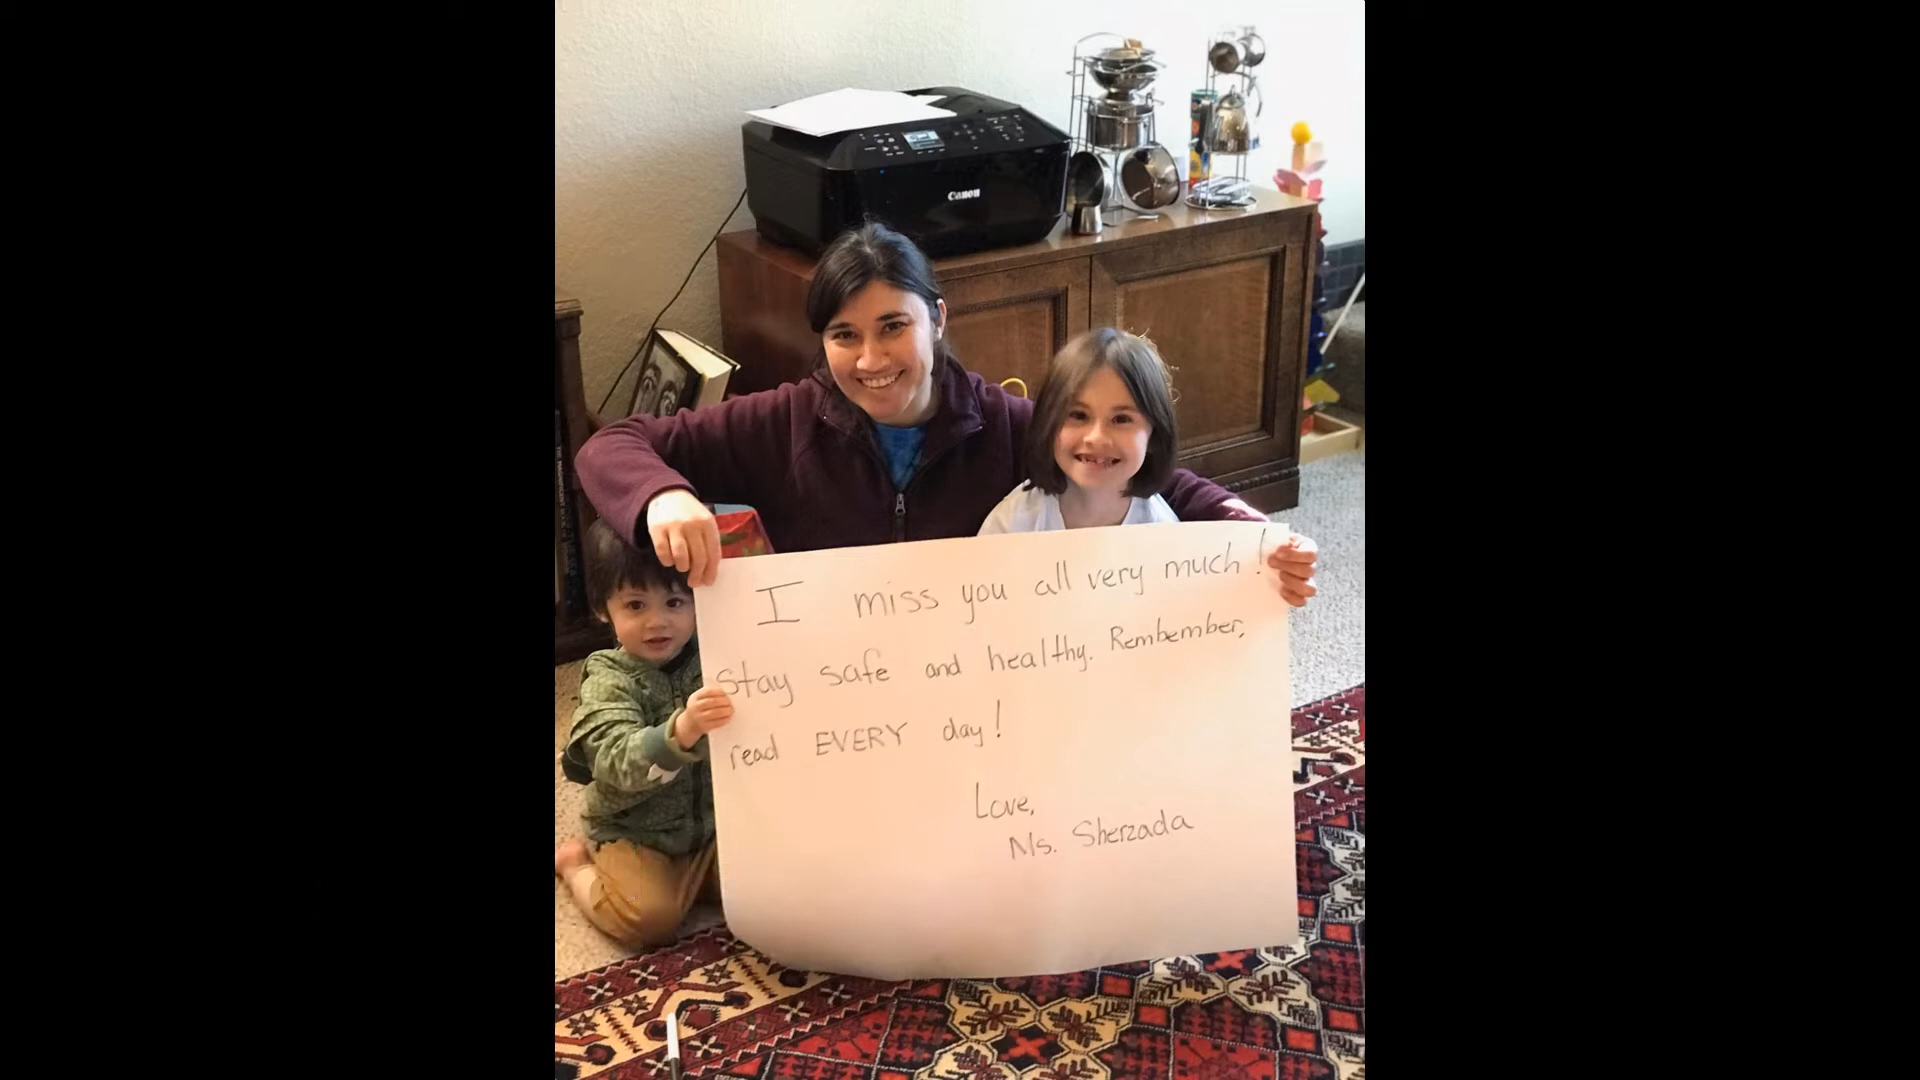 Canon
I miss you all very much!
Stay safe and healthy. Rembember,
read EVERY day!
Love,
Ms. Sherzada